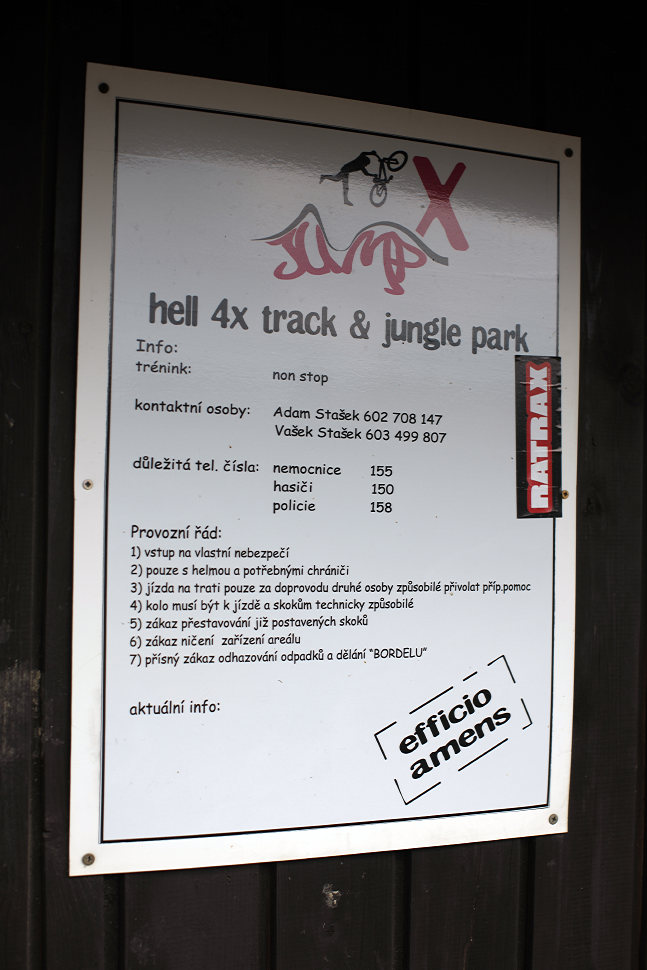 JUMP X
hell 4x track & jungle park
Info:
trénink: non stop
kontaktní osoby: Adam Stašek 602 708 147
Vašek Stašek 603 499 807
důležitá tel. čísla: nemocnice 155
hasiči 150
policie 158
Provozní řád:
1) vstup na vlastní nebezpečí
2) pouze s helmou a potřebnými chrániči
3) jízda na trati pouze za doprovodu druhé osoby způsobilé přivolat příp.pomoc
4) kolo musí být k jízdě a skokům technicky způsobilé
5) zákaz přestavování již postavených skoků
6) zákaz ničení zařízení areálu
7) přísný zákaz odhazování odpadků a dělání "BORDELU"
aktuální info:
efficio
amens
RATRAX